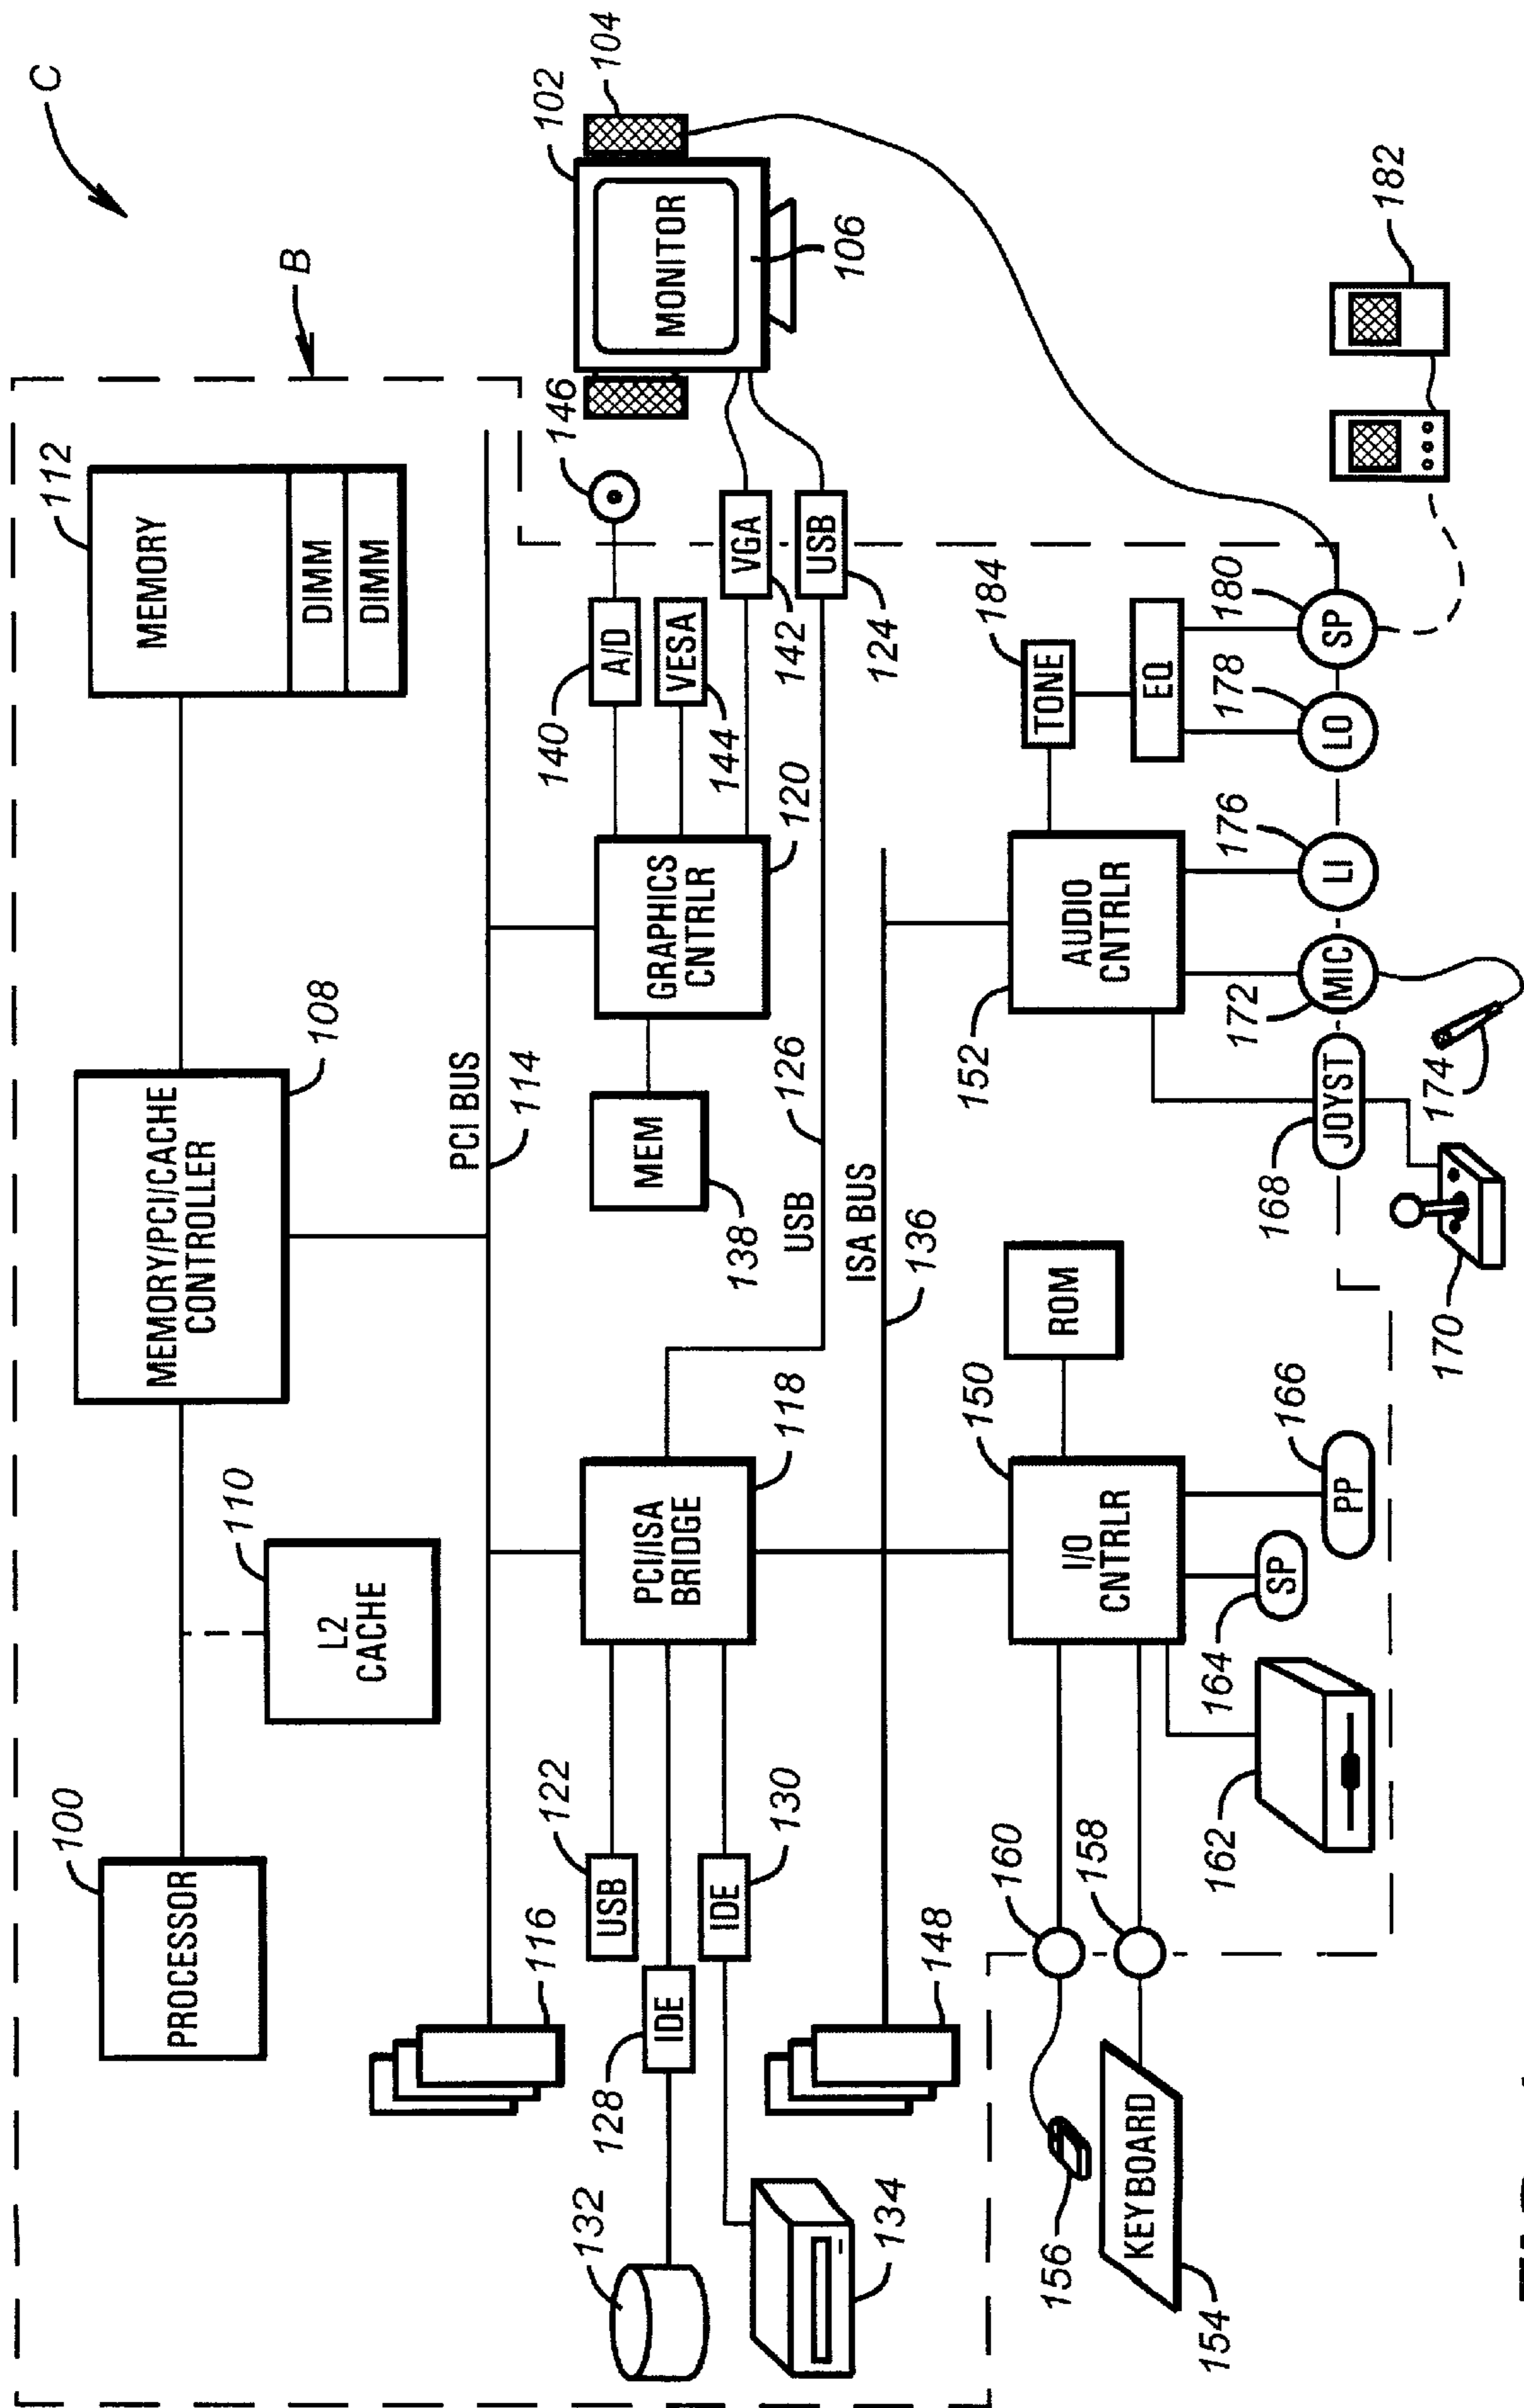 C
B
112
MEMORY
DIMM
DIMM
108
MEMORY/PCI/CACHE
CONTROLLER
110
L2
CACHE
100
PROCESSOR
PCI BUS
114
116
122
USB
128
IDE
130
IDE
132
134
PCI/ISA
BRIDGE
118
GRAPHICS
CNTRLR
120
MEM
138
140
A/D
146
VESA
144
VGA
142
USB
124
USB
126
102
104
MONITOR
106
ISA BUS
136
148
150
I/O
CNTRLR
ROM
152
AUDIO
CNTRLR
TONE
184
EQ
160
158
156
KEYBOARD
154
162
164
SP
166
PP
168
JOYST
170
172
MIC
174
176
LI
178
LO
180
SP
182